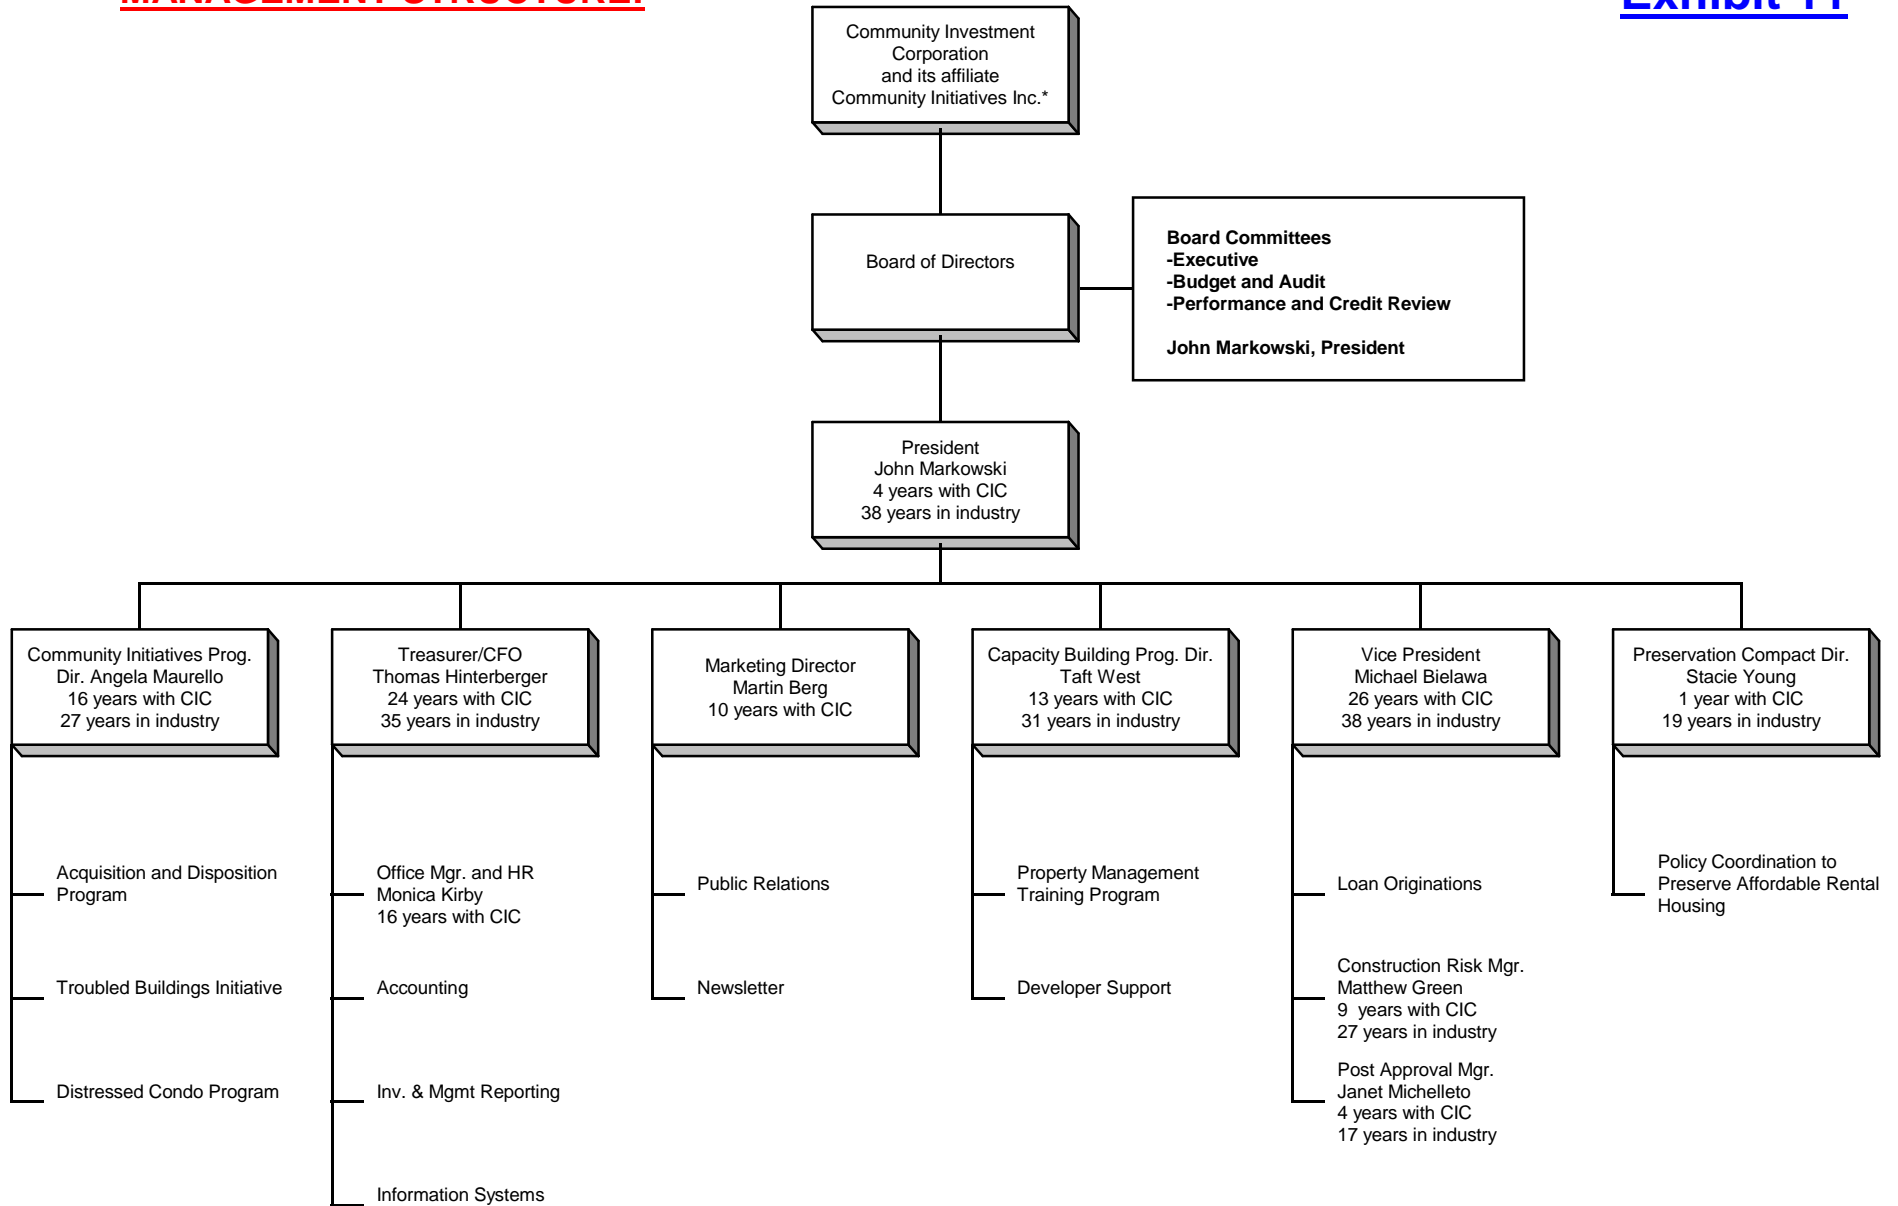 MANAGEMENT STRUCTURE:
Exhibit
Community Investment
Corporation
and its affiliate
Community Initiatives Inc.*
Board of Directors
Board Committees
-Executive
-Budget and Audit
-Performance and Credit Review
John Markowski, President
President
John Markowski
4 years with CIC
38 years in industry
Community Initiatives Prog.
Dir. Angela Maurello
16 years with CIC
27 years in industry
Acquisition and Disposition
Program
Troubled Buildings Initiative
Distressed Condo Program
Treasurer/CFO
Thomas Hinterberger
24 years with CIC
35 years in industry
Office Mgr. and HR
Monica Kirby
16 years with CIC
Accounting
Inv. & Mgmt Reporting
Information Systems
Marketing Director
Martin Berg
10 years with CIC
Public Relations
Newsletter
Capacity Building Prog. Dir.
Taft West
13 years with CIC
31 years in industry
Property Management
Training Program
Developer Support
Vice President
Michael Bielawa
26 years with CIC
38 years in industry
Loan Originations
Construction Risk Mgr.
Matthew Green
9  years with CIC
27 years in industry
Post Approval Mgr.
Janet Michelleto
4 years with CIC
17 years in industry
Preservation Compact Dir.
Stacie Young
1 year with CIC
19 years in industry
Policy Coordination to
Preserve Affordable Rental
Housing